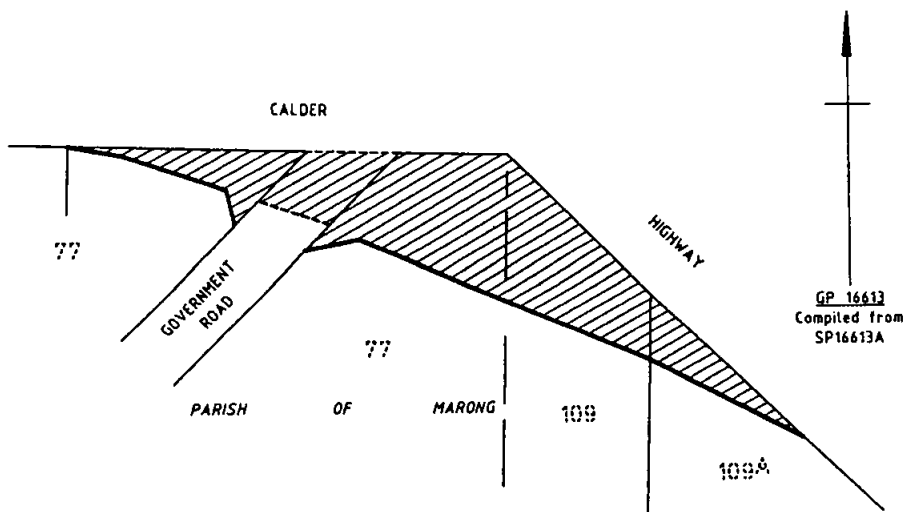 CALDER
HIGHWAY
GP 16613
Compiled from
SP16613A
77
GOVERNMENT
ROAD
77
PARISH OF MARONG
109
109A